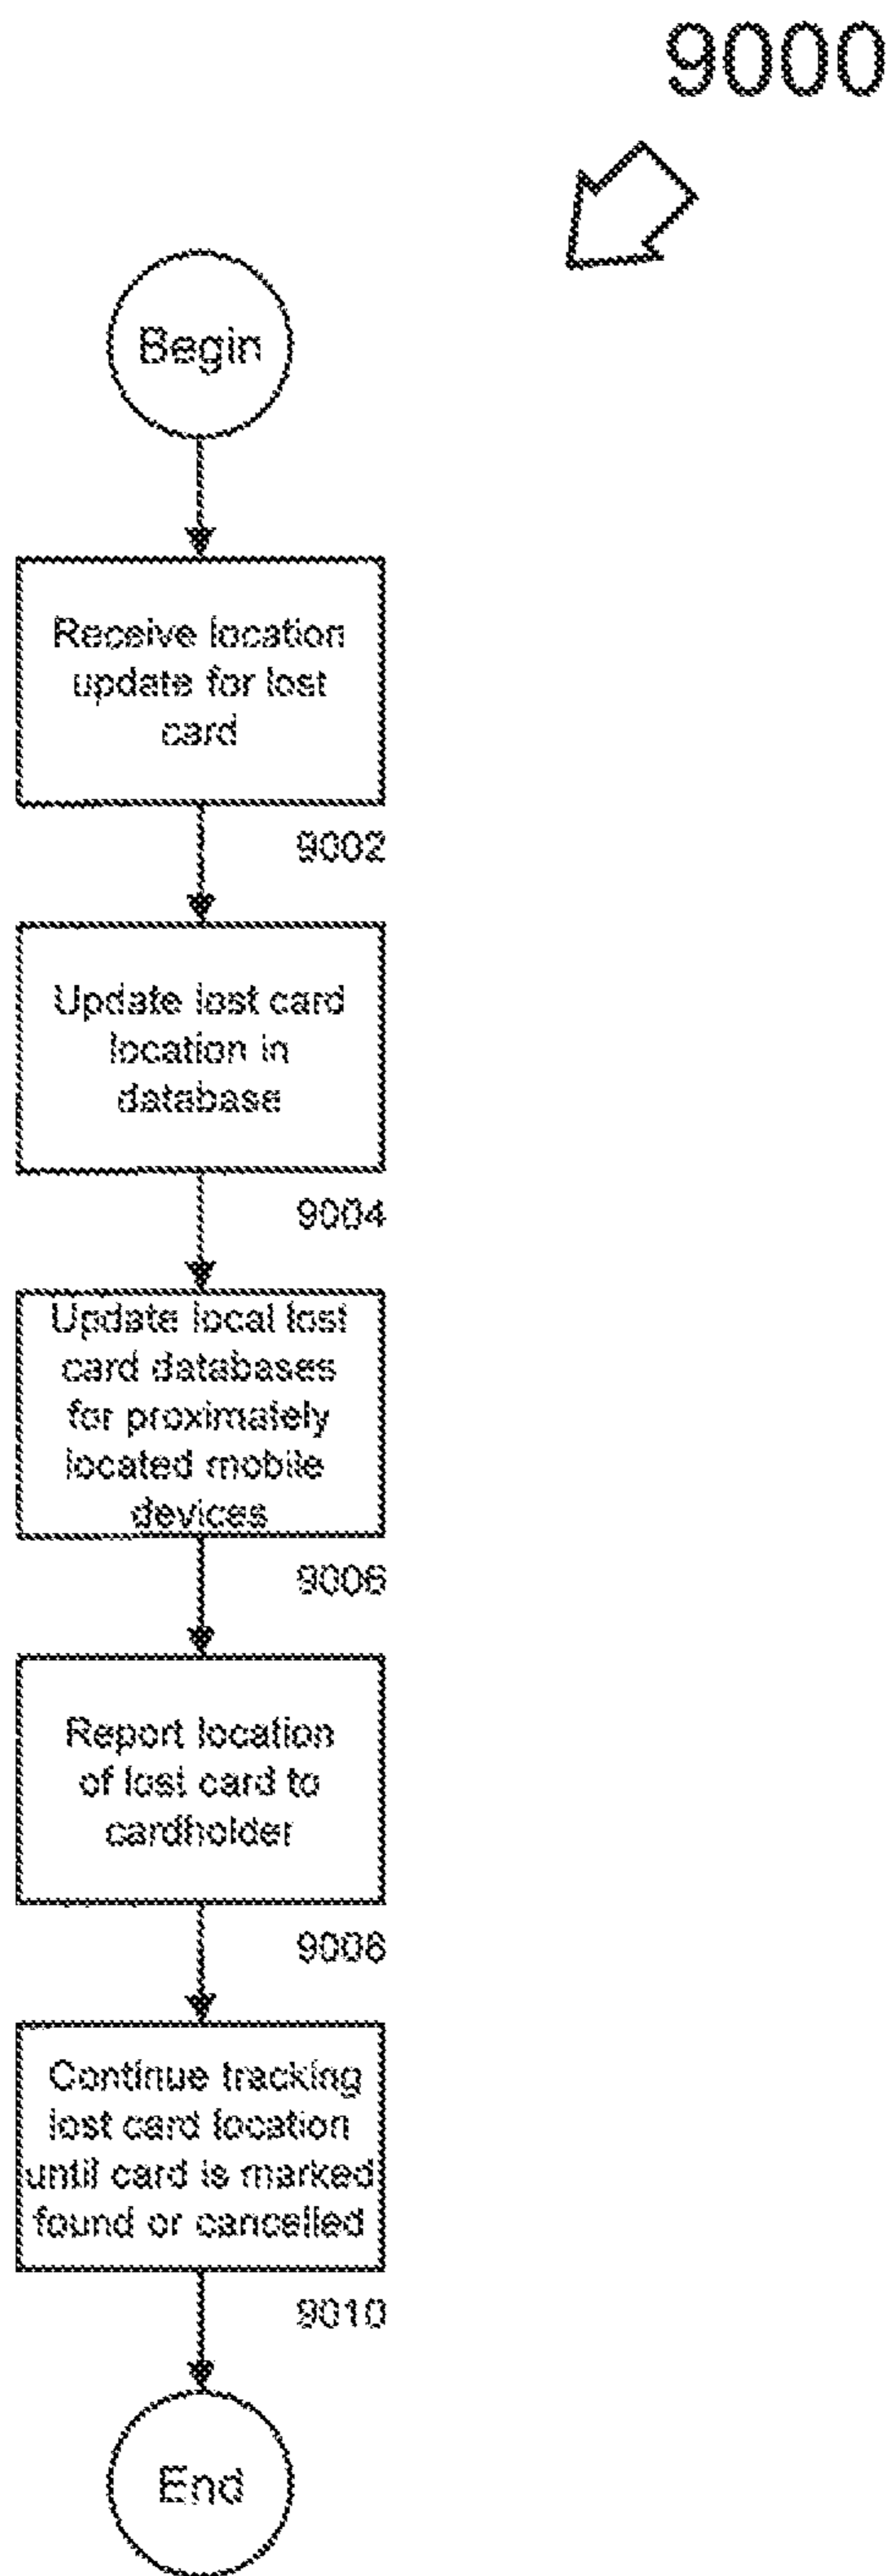 9000
Begin
Receive location
update for lost
card
9002
Update lost card
location in
database
9004
Update local lost
card databases
for proximately
located mobile
devices
9006
Report location
of lost card to
cardholder
9008
Continue tracking
lost card location
until card is marked
found or cancelled
9010
End